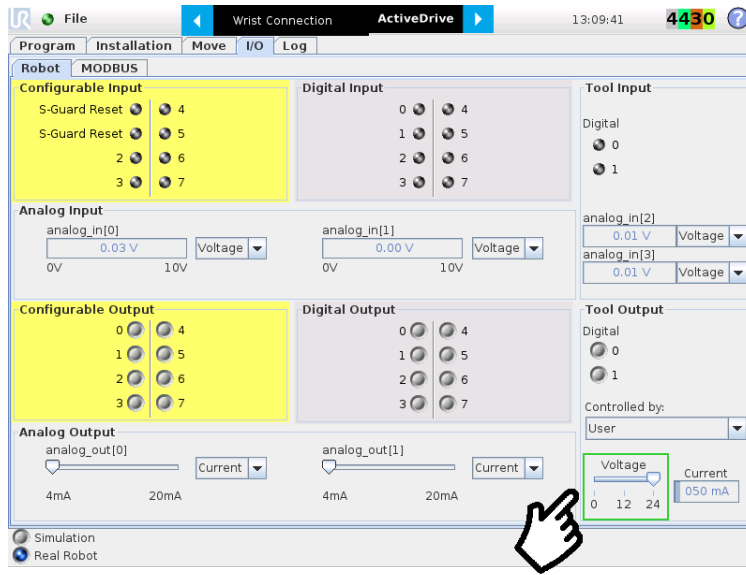 UR File Wrist Connection ActiveDrive 13:09:41 4430 ?
Program Installation Move I/O Log
Robot MODBUS
Configurable Input
S-Guard Reset 4
S-Guard Reset 5
2 6
3 7
Digital Input
0 4
1 5
2 6
3 7
Tool Input
Digital
0
1
Analog Input
analog_in[0]
0.03 V Voltage
0V 10V
analog_in[1]
0.00 V Voltage
0V 10V
analog_in[2]
0.01 V Voltage
analog_in[3]
0.01 V Voltage
Configurable Output
0 4
1 5
2 6
3 7
Digital Output
0 4
1 5
2 6
3 7
Tool Output
Digital
0
1
Controlled by:
User
Analog Output
analog_out[0]
Current
4mA 20mA
analog_out[1]
Current
4mA 20mA
Voltage
0 12 24
Current
050 mA
Simulation
Real Robot